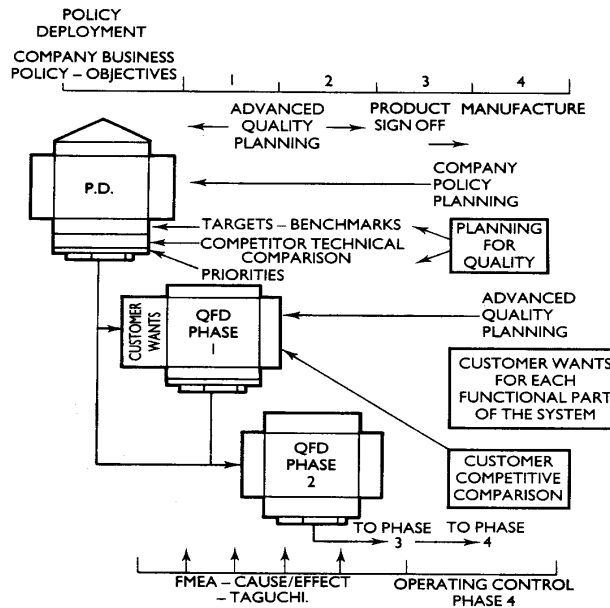 POLICY
DEPLOYMENT
COMPANY BUSINESS
POLICY – OBJECTIVES
1 2 3 4
ADVANCED
QUALITY
PLANNING
PRODUCT
SIGN OFF
MANUFACTURE
P.D.
COMPANY
POLICY
PLANNING
TARGETS – BENCHMARKS
COMPETITOR TECHNICAL
COMPARISON
PRIORITIES
PLANNING
FOR
QUALITY
CUSTOMER
WANTS
QFD
PHASE
1
ADVANCED
QUALITY
PLANNING
CUSTOMER WANTS
FOR EACH
FUNCTIONAL PART
OF THE SYSTEM
QFD
PHASE
2
CUSTOMER
COMPETITIVE
COMPARISON
TO PHASE
3
TO PHASE
4
FMEA – CAUSE/EFFECT
– TAGUCHI.
OPERATING CONTROL
PHASE 4